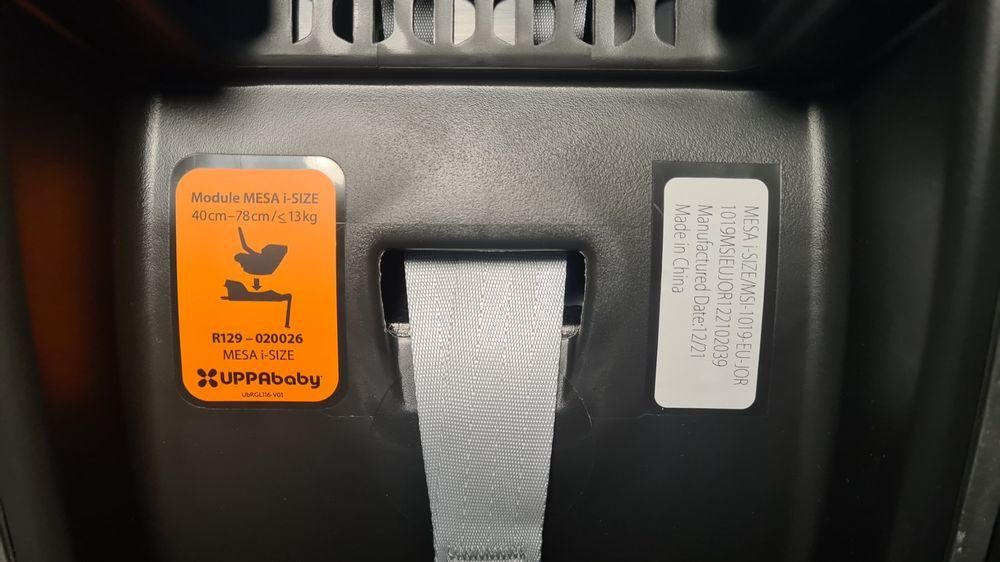 Module MESA i-SIZE
40cm–78cm/≤13kg
R129 – 020026
MESA i-SIZE
UPPAbaby
UbRGL116-V01
MESA i-SIZE/MSI-1019-EU-JOR
1019MSIEUJOR122102039
Manufactured Date:12/21
Made in China